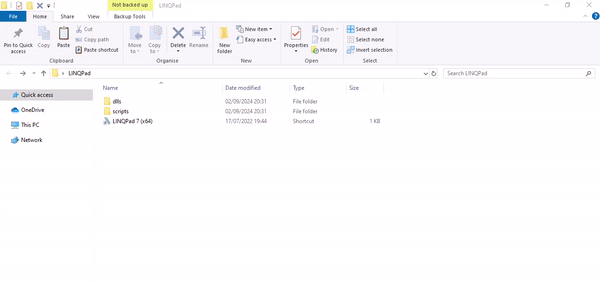 Not backed up
LINQPad
File
Home
Share
View
Backup Tools
Pin to Quick access
Copy
Paste
Cut
Copy path
Paste shortcut
Move to
Copy to
Delete
Rename
New folder
New item
Easy access
Properties
Open
Edit
History
Select all
Select none
Invert selection
Clipboard
Organise
New
Open
Select
LINQPad
Search LINQPad
Name
Date modified
Type
Size
Quick access
OneDrive
This PC
Network
dlls 02/09/2024 20:31 File folder
scripts 02/09/2024 20:31 File folder
LINQPad 7 (x64) 17/07/2022 19:44 Shortcut 1 KB